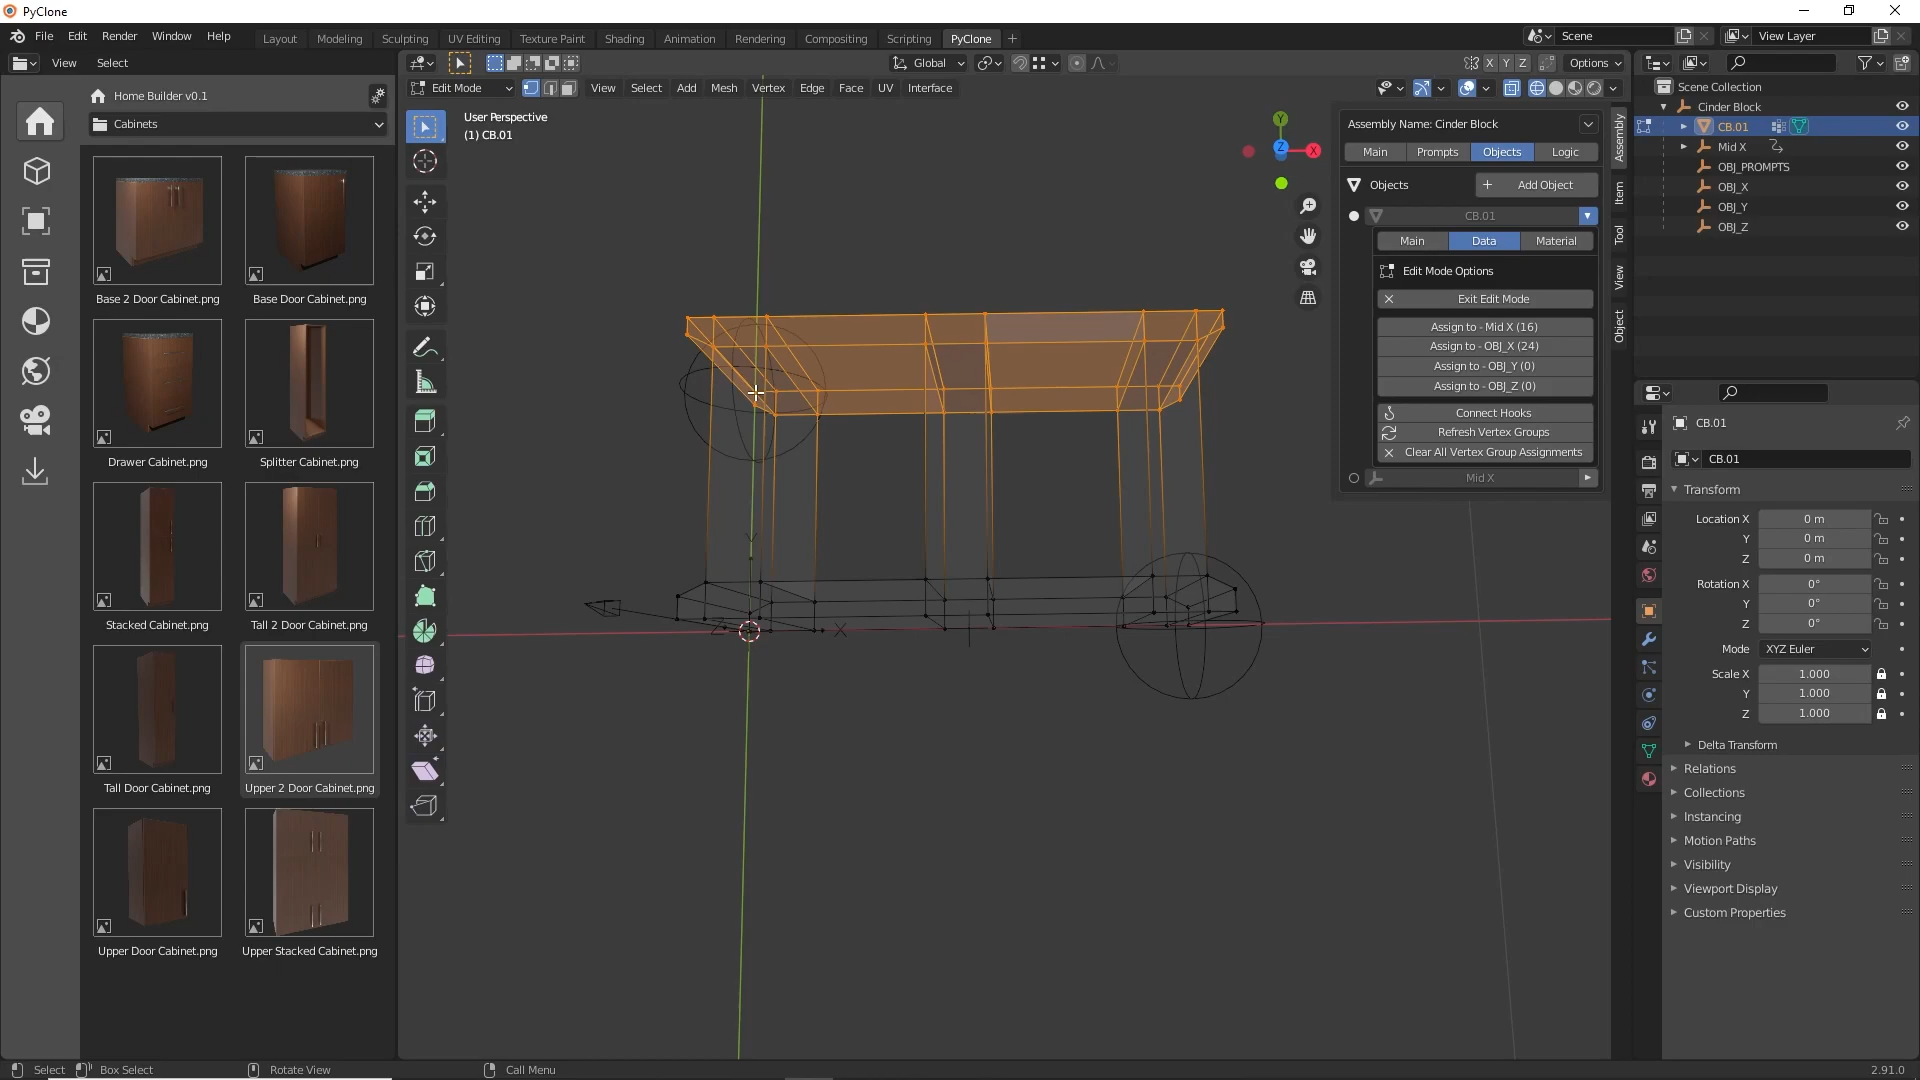 PyClone
File Edit Render Window Help
Layout Modeling Sculpting UV Editing Texture Paint Shading Animation Rendering Compositing Scripting PyClone +
Scene
View Layer
View Select
Global
X Y Z
Options
Home Builder v0.1
Cabinets
Edit Mode
View Select Add Mesh Vertex Edge Face UV Interface
User Perspective
(1) CB.01
Base 2 Door Cabinet.png
Base Door Cabinet.png
Drawer Cabinet.png
Splitter Cabinet.png
Stacked Cabinet.png
Tall 2 Door Cabinet.png
Tall Door Cabinet.png
Upper 2 Door Cabinet.png
Upper Door Cabinet.png
Upper Stacked Cabinet.png
Y
Z
X
Y
Z
X
Assembly Name: Cinder Block
Main Prompts Objects Logic
Objects
+ Add Object
CB.01
Main Data Material
Edit Mode Options
Exit Edit Mode
Assign to - Mid X (16)
Assign to - OBJ_X (24)
Assign to - OBJ_Y (0)
Assign to - OBJ_Z (0)
Connect Hooks
Refresh Vertex Groups
Clear All Vertex Group Assignments
Mid X
Assembly
Item
Tool
View
Object
Scene Collection
Cinder Block
CB.01
Mid X
OBJ_PROMPTS
OBJ_X
OBJ_Y
OBJ_Z
CB.01
CB.01
Transform
Location X 0 m
Y 0 m
Z 0 m
Rotation X 0°
Y 0°
Z 0°
Mode XYZ Euler
Scale X 1.000
Y 1.000
Z 1.000
Delta Transform
Relations
Collections
Instancing
Motion Paths
Visibility
Viewport Display
Custom Properties
Select
Box Select
Rotate View
Call Menu
2.91.0